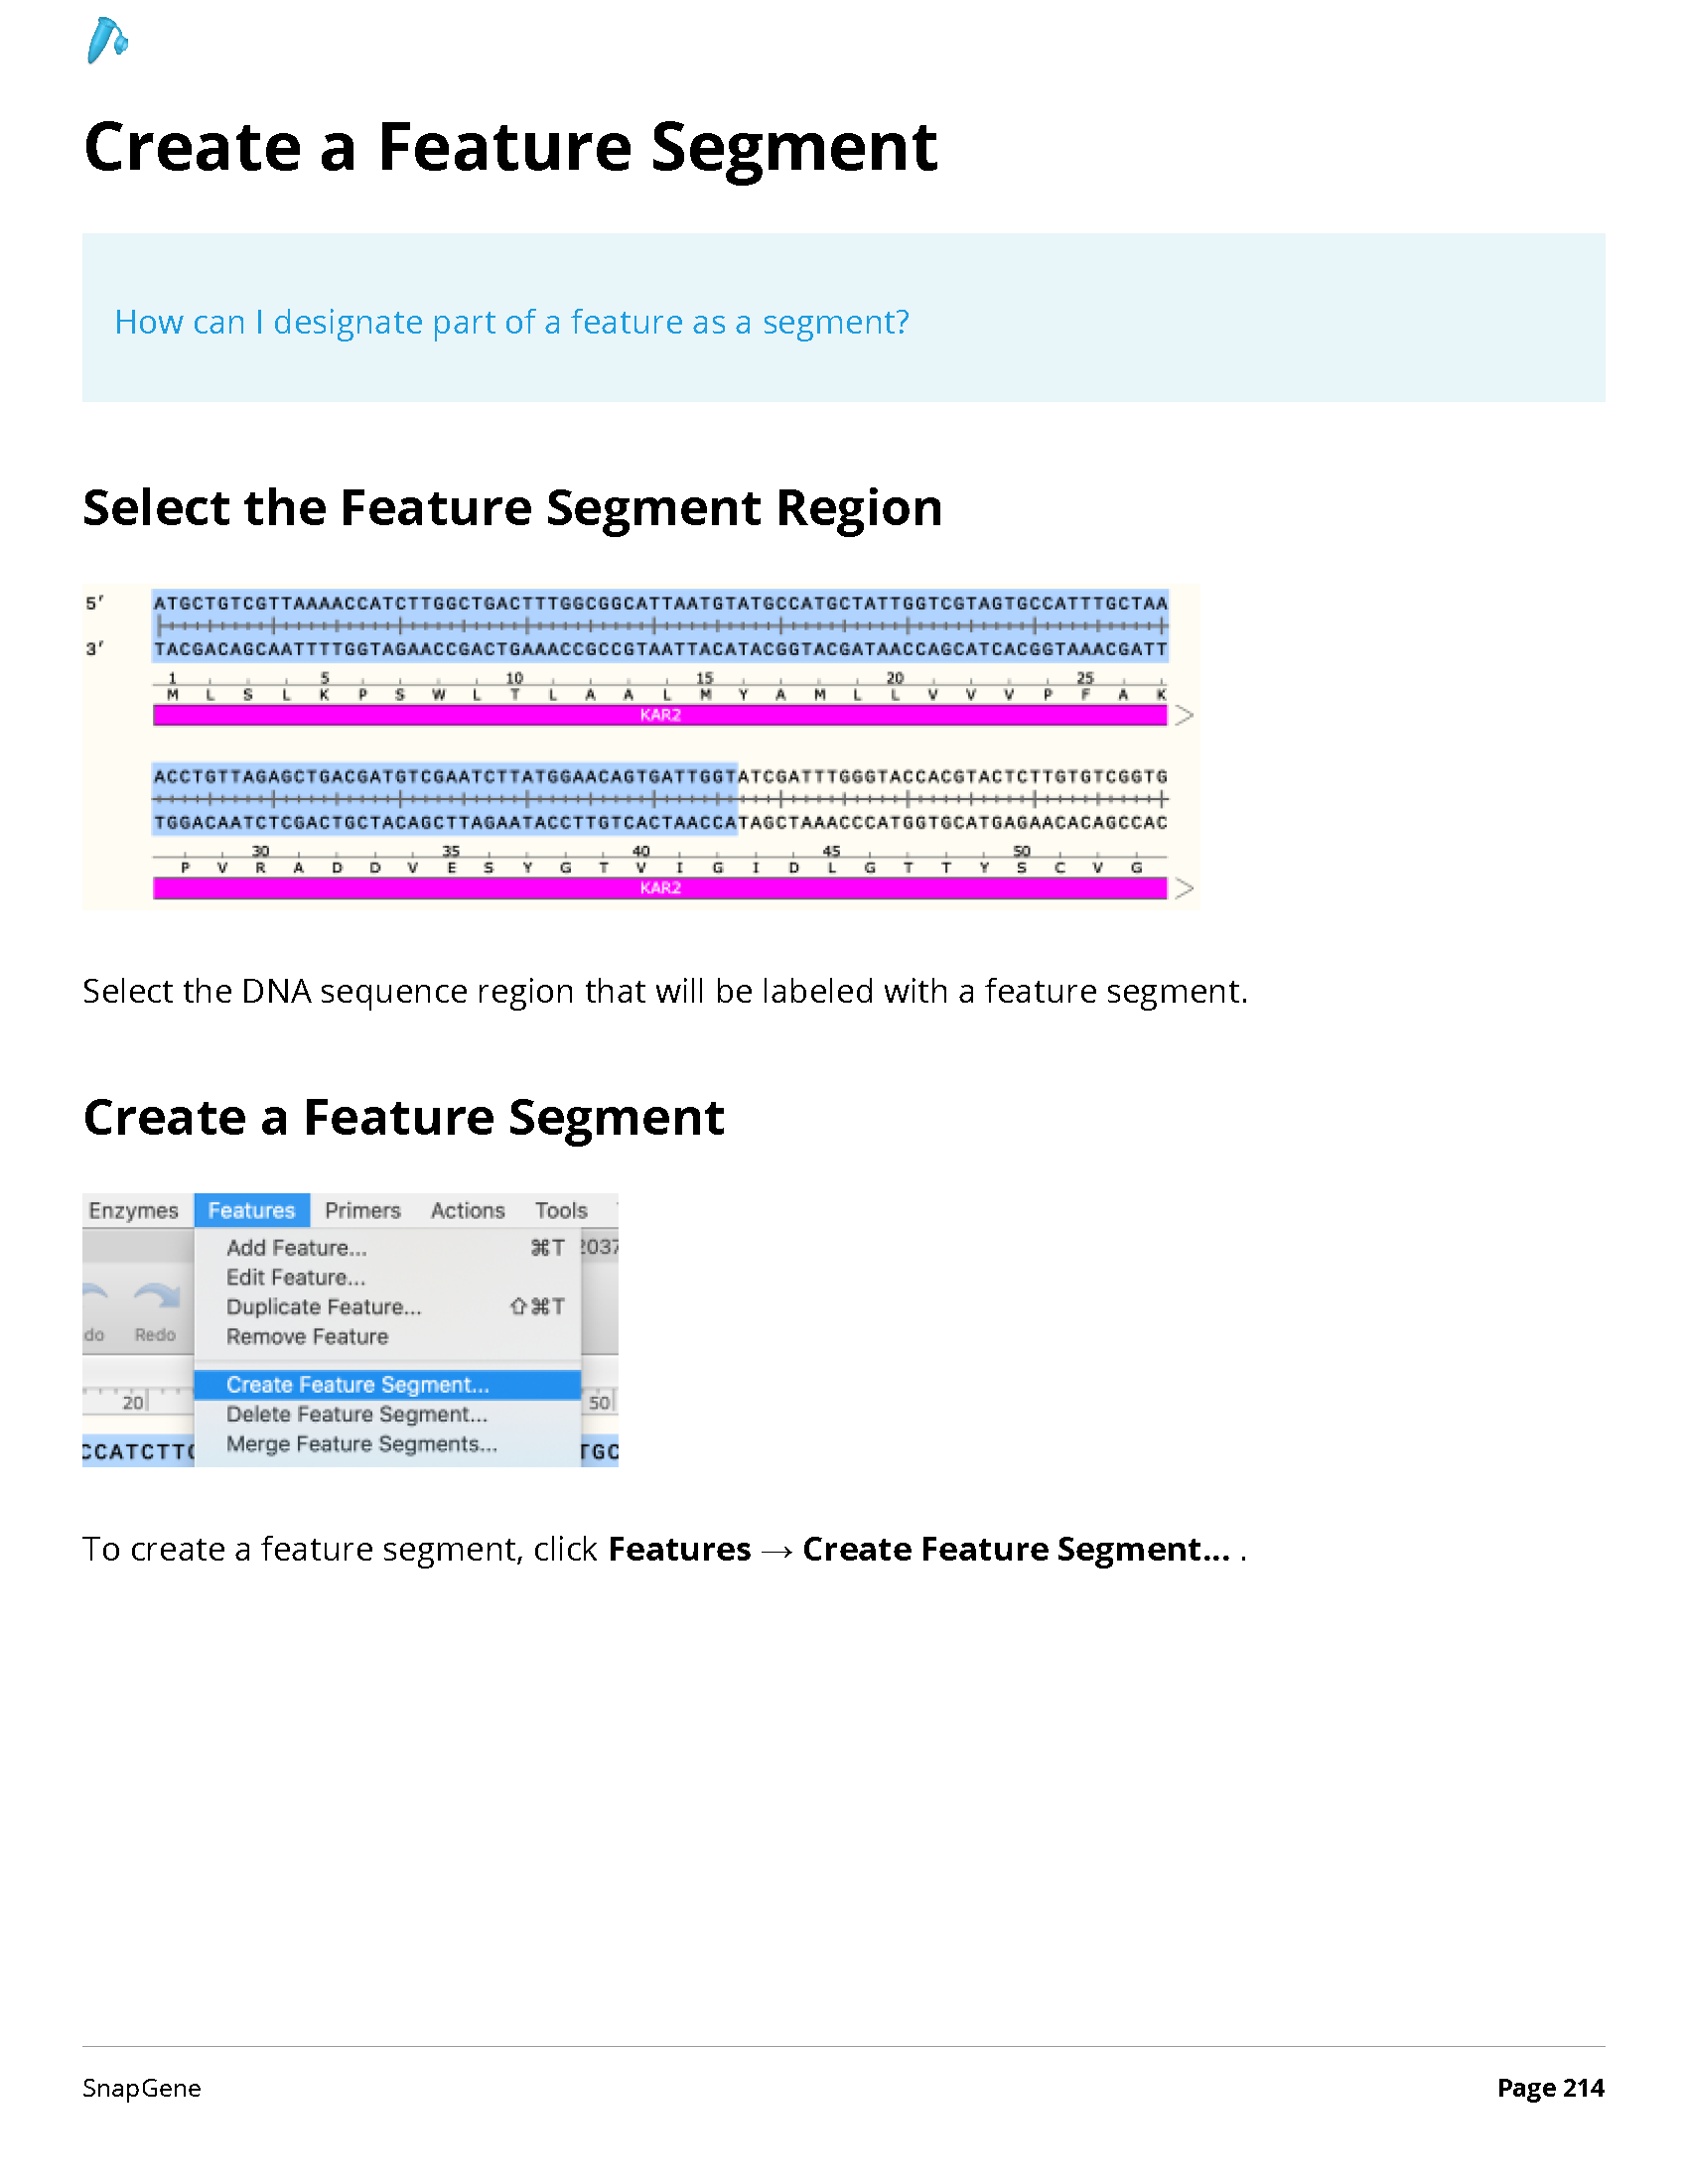 Create a Feature Segment
How can I designate part of a feature as a segment?
Select the Feature Segment Region
5′ ATGCTGTCGTTAAAACCATCTTGGCTGACTTTGGCGGCATTAATGTATGCCATGCTATTGGTCGTAGTGCCATTTGCTAA
3′ TACGACAGCAATTTTGGTAGAACCGACTGAAACCGCCGTAATTACATACGGTACGATAACCAGCATCACGGTAAACGATT
1 5 10 15 20 25
M L S L K P S W L T L A A L M Y A M L L V V V P F A K
KAR2
ACCTGTTAGAGCTGACGATGTCGAATCTTATGGAACAGTGATTGGTATCGATTTGGGTACCACGTACTCTTGTGTCGGTG
TGGACAATCTCGACTGCTACAGCTTAGAATACCTTGTCACTAACCATAGCTAAACCCATGGTGCATGAGAACACAGCCAC
30 35 40 45 50
P V R A D D V E S Y G T V I G I D L G T T Y S C V G
KAR2
Select the DNA sequence region that will be labeled with a feature segment.
Create a Feature Segment
Enzymes Features Primers Actions Tools
Add Feature... ⌘T 2037
Edit Feature...
Duplicate Feature... ⇧⌘T
do Redo Remove Feature
Create Feature Segment...
20 Delete Feature Segment... 50
CCATCTTG Merge Feature Segments... TGC
To create a feature segment, click Features → Create Feature Segment... .
SnapGene Page 214